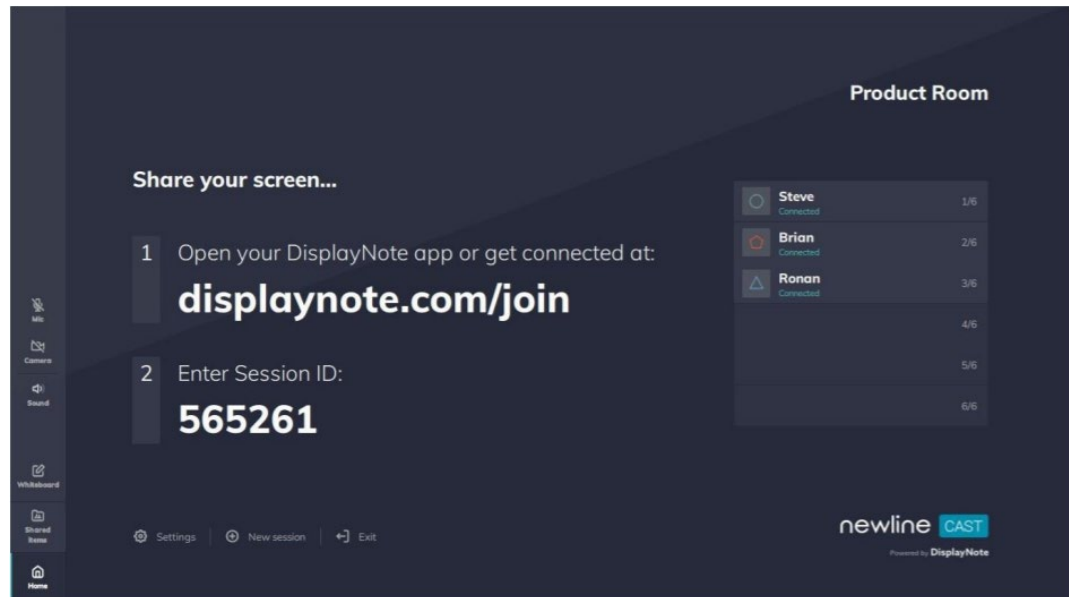 Product Room
Share your screen...
1 Open your DisplayNote app or get connected at:
displaynote.com/join
2 Enter Session ID:
565261
Steve 1/6
Connected
Brian 2/6
Connected
Ronan 3/6
Connected
4/6
5/6
6/6
Mic
Camera
Sound
Whiteboard
Shared
Items
Home
Settings New session Exit
newline CAST
Powered by DisplayNote